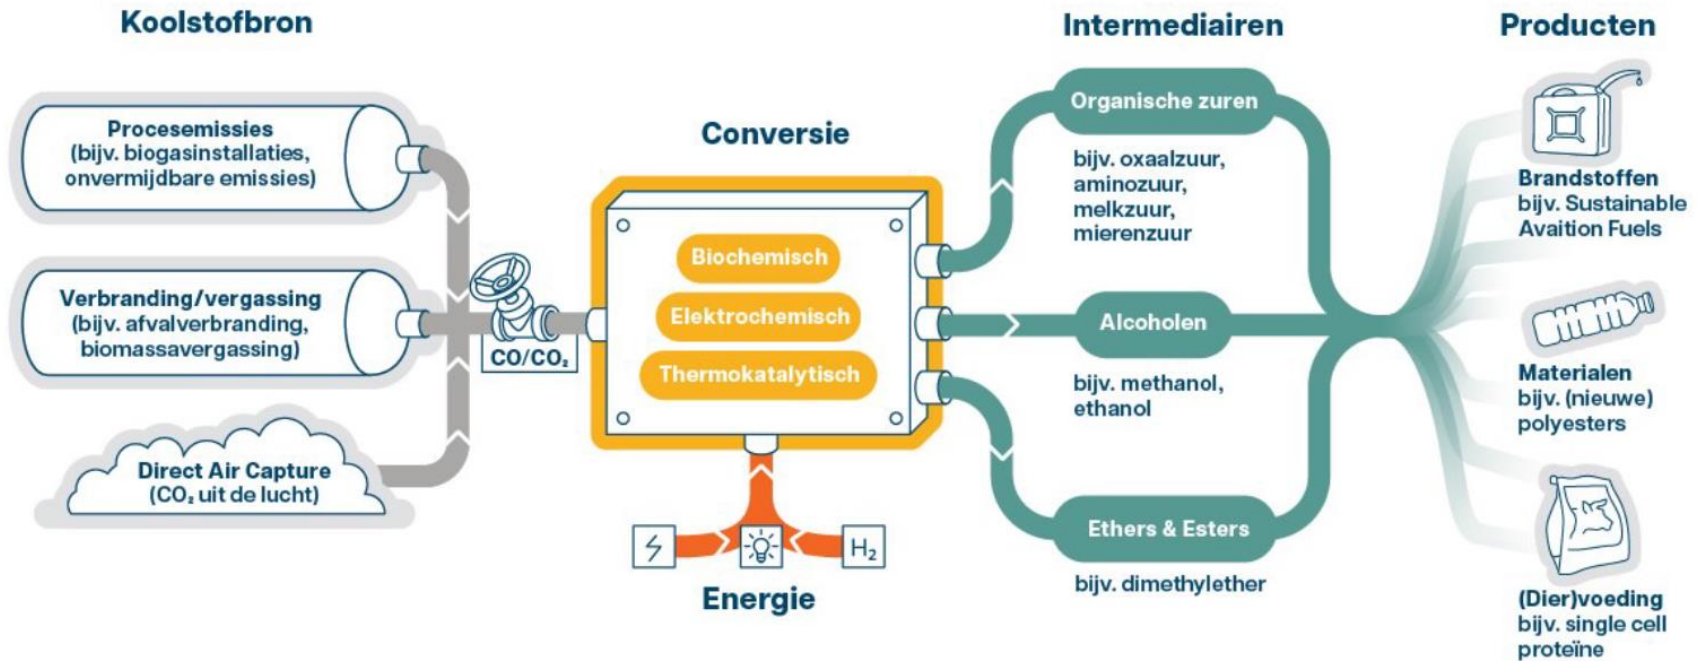 Koolstofbron
Procesemissies
(bijv. biogasinstallaties,
onvermijdbare emissies)
Verbranding/vergassing
(bijv. afvalverbranding,
biomassavergassing)
Direct Air Capture
(CO₂ uit de lucht)
CO/CO₂
Conversie
Biochemisch
Elektrochemisch
Thermokatalytisch
H₂
Energie
Intermediairen
Organische zuren
bijv. oxaalzuur,
aminozuur,
melkzuur,
mierenzuur
Alcoholen
bijv. methanol,
ethanol
Ethers & Esters
bijv. dimethylether
Producten
Brandstoffen
bijv. Sustainable
Avaition Fuels
Materialen
bijv. (nieuwe)
polyesters
(Dier)voeding
bijv. single cell
proteïne